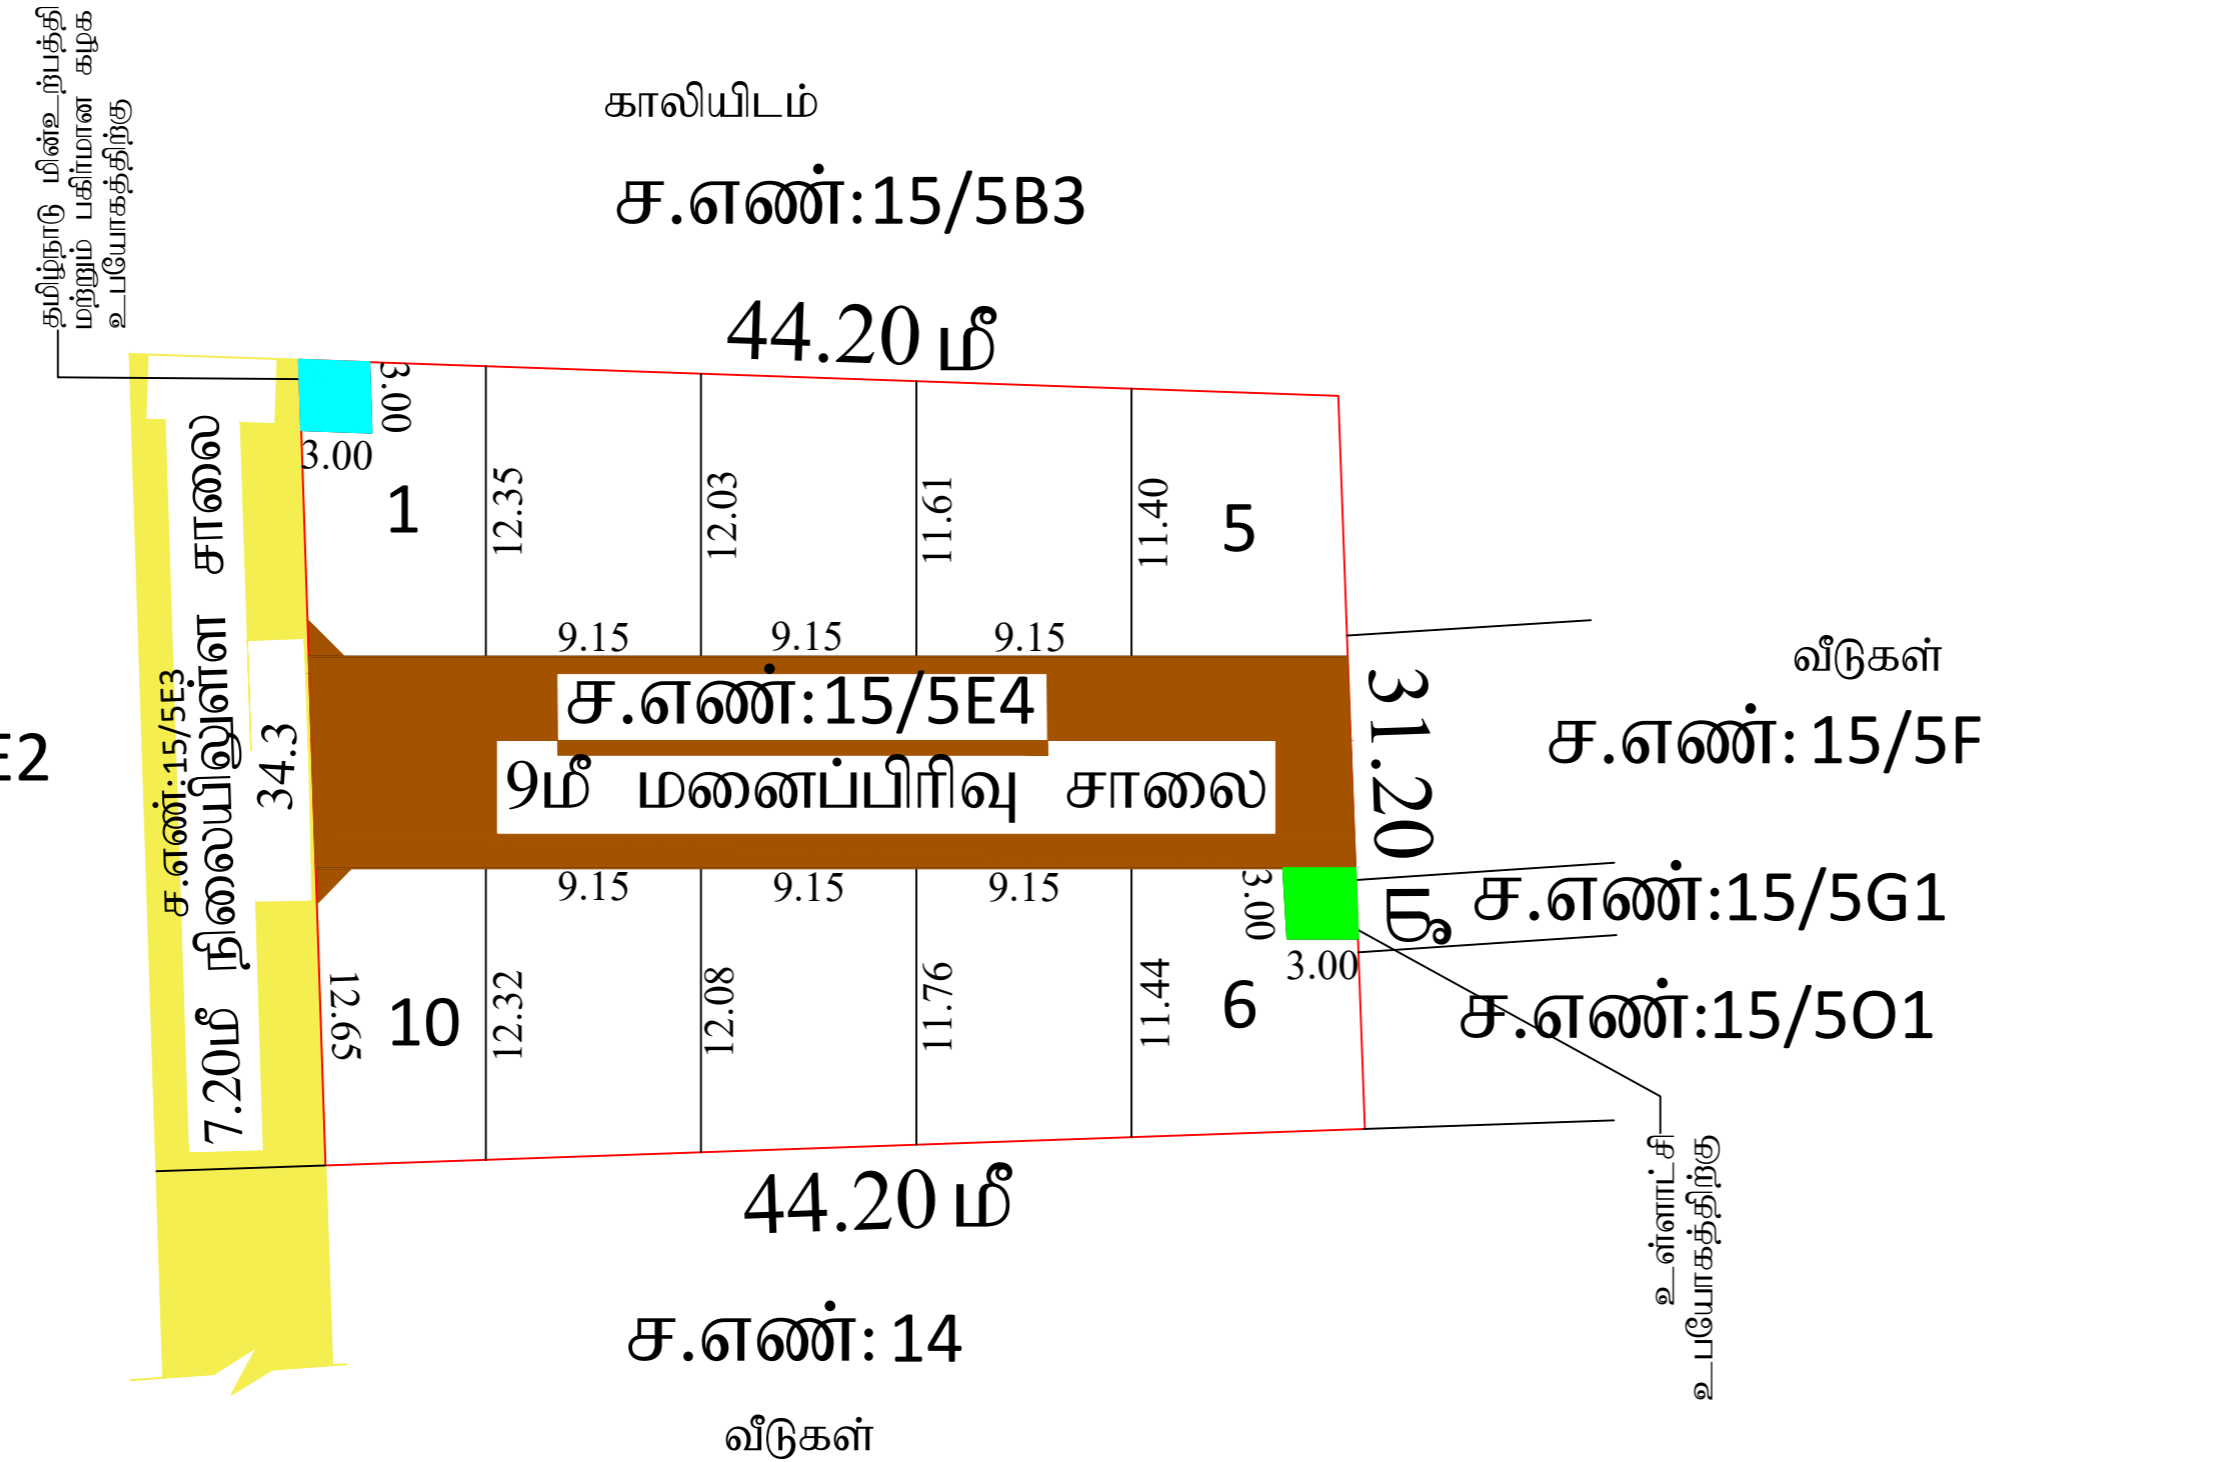 தமிழ்நாடு மின்உற்பத்தி
மற்றும் பகிர்மான கழக
உபயோகத்திற்கு
காலியிடம்
ச.எண்:15/5B3
44.20 மீ
3.00
3.00
1
12.35
12.03
11.61
11.40
5
9.15
9.15
9.15
ச.எண்:15/5E4
9மீ மனைப்பிரிவு சாலை
7.20மீ நிலையிலுள்ள சாலை
ச.எண்:15/5E3
34.3
E2
31.20 மீ
வீடுகள்
ச.எண்: 15/5F
ச.எண்:15/5G1
ச.எண்:15/5O1
9.15
9.15
9.15
3.00
3.00
12.65
10
12.32
12.08
11.76
11.44
6
உள்ளாட்சி
உபயோகத்திற்கு
44.20 மீ
ச.எண்: 14
வீடுகள்